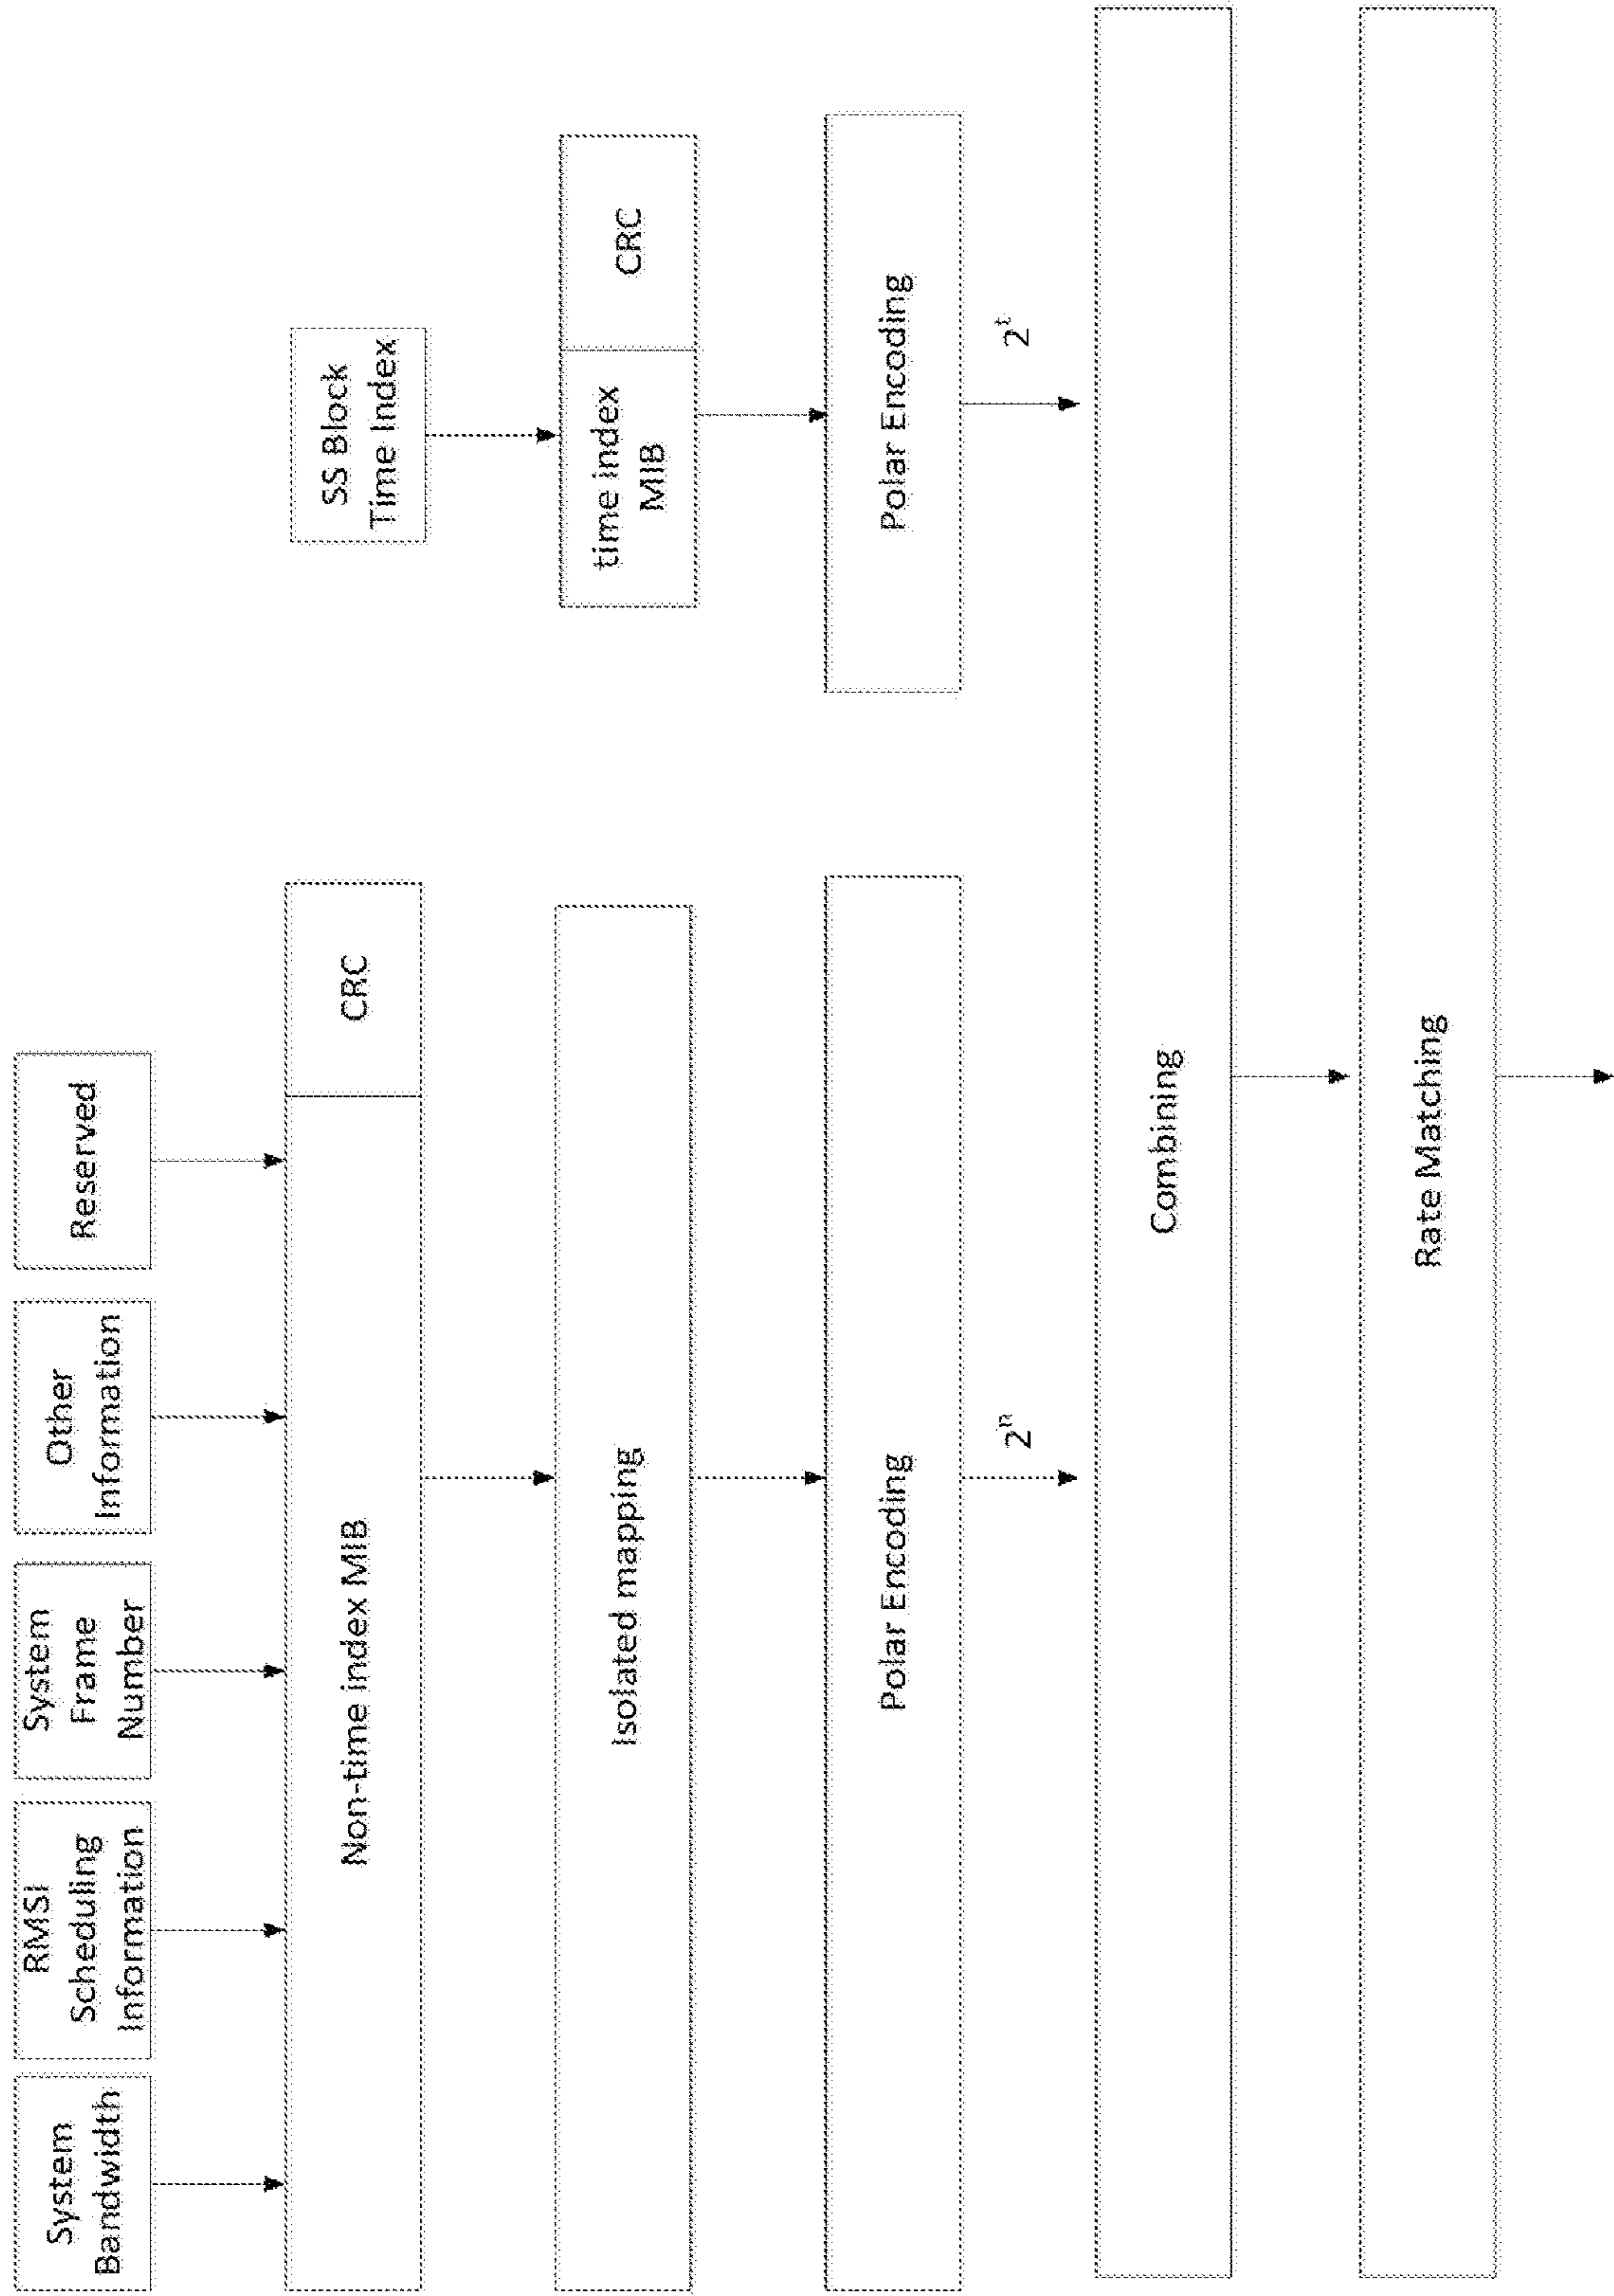 System
Bandwidth
RMSI
Scheduling
Information
System
Frame
Number
Other
Information
Reserved
Non-time index MIB
CRC
SS Block
Time Index
Isolated mapping
time index
MIB
CRC
Polar Encoding
Polar Encoding
2ⁿ
2ᵗ
Combining
Rate Matching